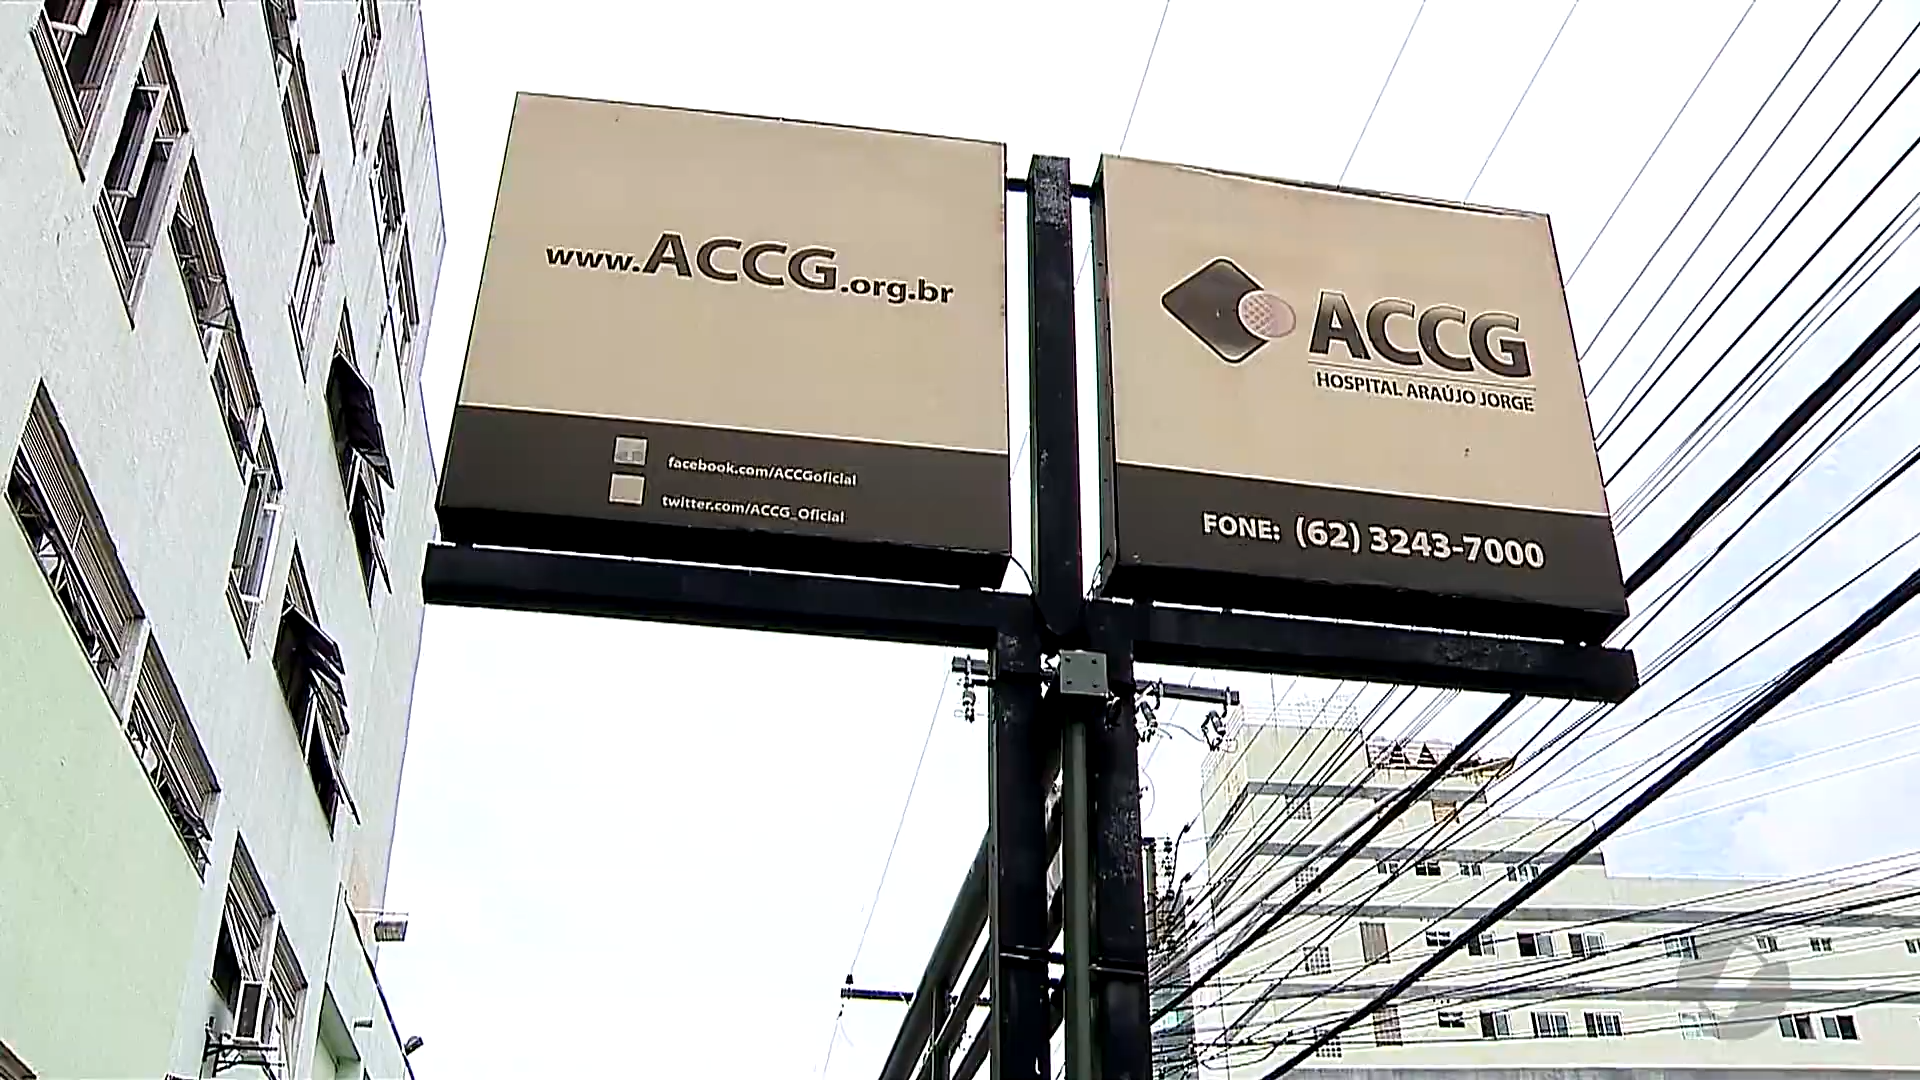 www.ACCG.org.br
facebook.com/ACCGoficial
twitter.com/ACCG_Oficial
ACCG
HOSPITAL ARAÚJO JORGE
FONE: (62) 3243-7000